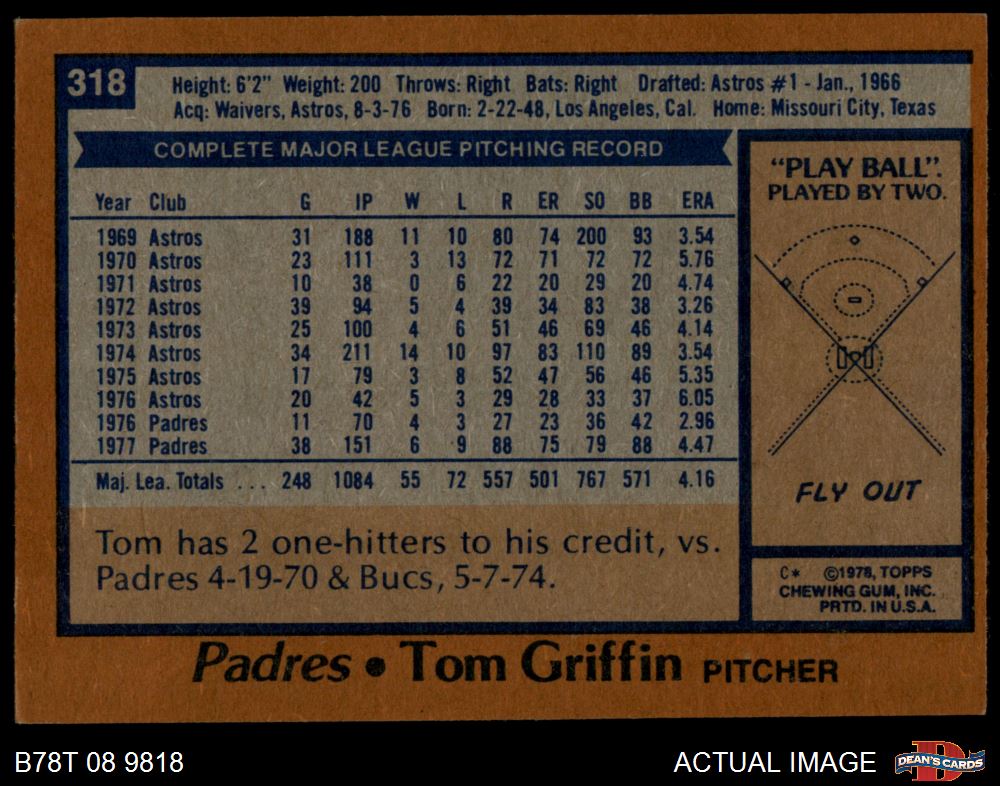 318
Height: 6'2" Weight: 200 Throws: Right Bats: Right Drafted: Astros #1 - Jan., 1966
Acq: Waivers, Astros, 8-3-76 Born: 2-22-48, Los Angeles, Cal. Home: Missouri City, Texas
COMPLETE MAJOR LEAGUE PITCHING RECORD
Year Club G IP W L R ER SO BB ERA
1969 Astros 31 188 11 10 80 74 200 93 3.54
1970 Astros 23 111 3 13 72 71 72 72 5.76
1971 Astros 10 38 0 6 22 20 29 20 4.74
1972 Astros 39 94 5 4 39 34 83 38 3.26
1973 Astros 25 100 4 6 51 46 69 46 4.14
1974 Astros 34 211 14 10 97 83 110 89 3.54
1975 Astros 17 79 3 8 52 47 56 46 5.35
1976 Astros 20 42 5 3 29 28 33 37 6.05
1976 Padres 11 70 4 3 27 23 36 42 2.96
1977 Padres 38 151 6 9 88 75 79 88 4.47
Maj. Lea. Totals ... 248 1084 55 72 557 501 767 571 4.16
Tom has 2 one-hitters to his credit, vs.
Padres 4-19-70 & Bucs, 5-7-74.
"PLAY BALL".
PLAYED BY TWO.
FLY OUT
C* ©1978, TOPPS
CHEWING GUM, INC.
PRTD. IN U.S.A.
Padres • Tom Griffin PITCHER
B78T 08 9818
ACTUAL IMAGE
D
DEAN'S CARDS